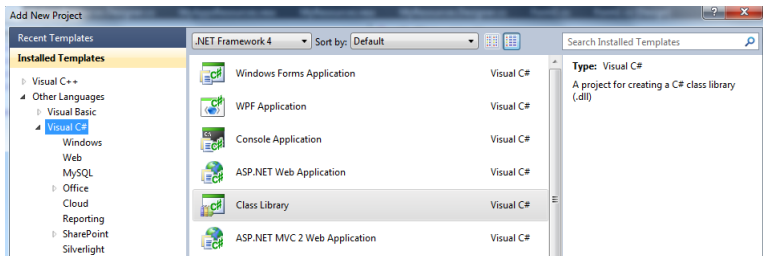 Add New Project
Recent Templates
.NET Framework 4 Sort by: Default
Search Installed Templates
Installed Templates
Visual C++
Other Languages
Visual Basic
Visual C#
Windows
Web
MySQL
Office
Cloud
Reporting
SharePoint
Silverlight
Windows Forms Application Visual C#
WPF Application Visual C#
Console Application Visual C#
ASP.NET Web Application Visual C#
Class Library Visual C#
ASP.NET MVC 2 Web Application Visual C#
Type: Visual C#
A project for creating a C# class library
(.dll)